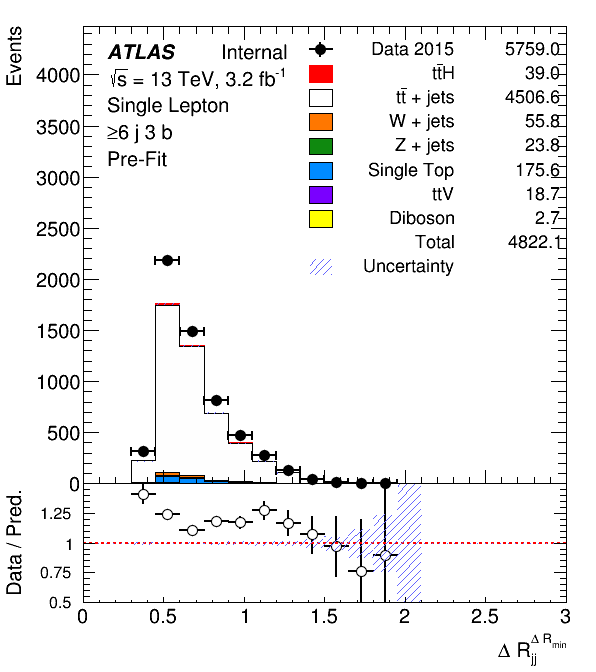 Events
ATLAS Internal
√s = 13 TeV, 3.2 fb⁻¹
Single Lepton
≥6 j 3 b
Pre-Fit
Data 2015 5759.0
tt̄H 39.0
tt̄ + jets 4506.6
W + jets 55.8
Z + jets 23.8
Single Top 175.6
ttV 18.7
Diboson 2.7
Total 4822.1
Uncertainty
4000
3500
3000
2500
2000
1500
1000
500
0
Data / Pred.
1.25
1
0.75
0.5
0 0.5 1 1.5 2 2.5 3
Δ R_jj^Δ R_min